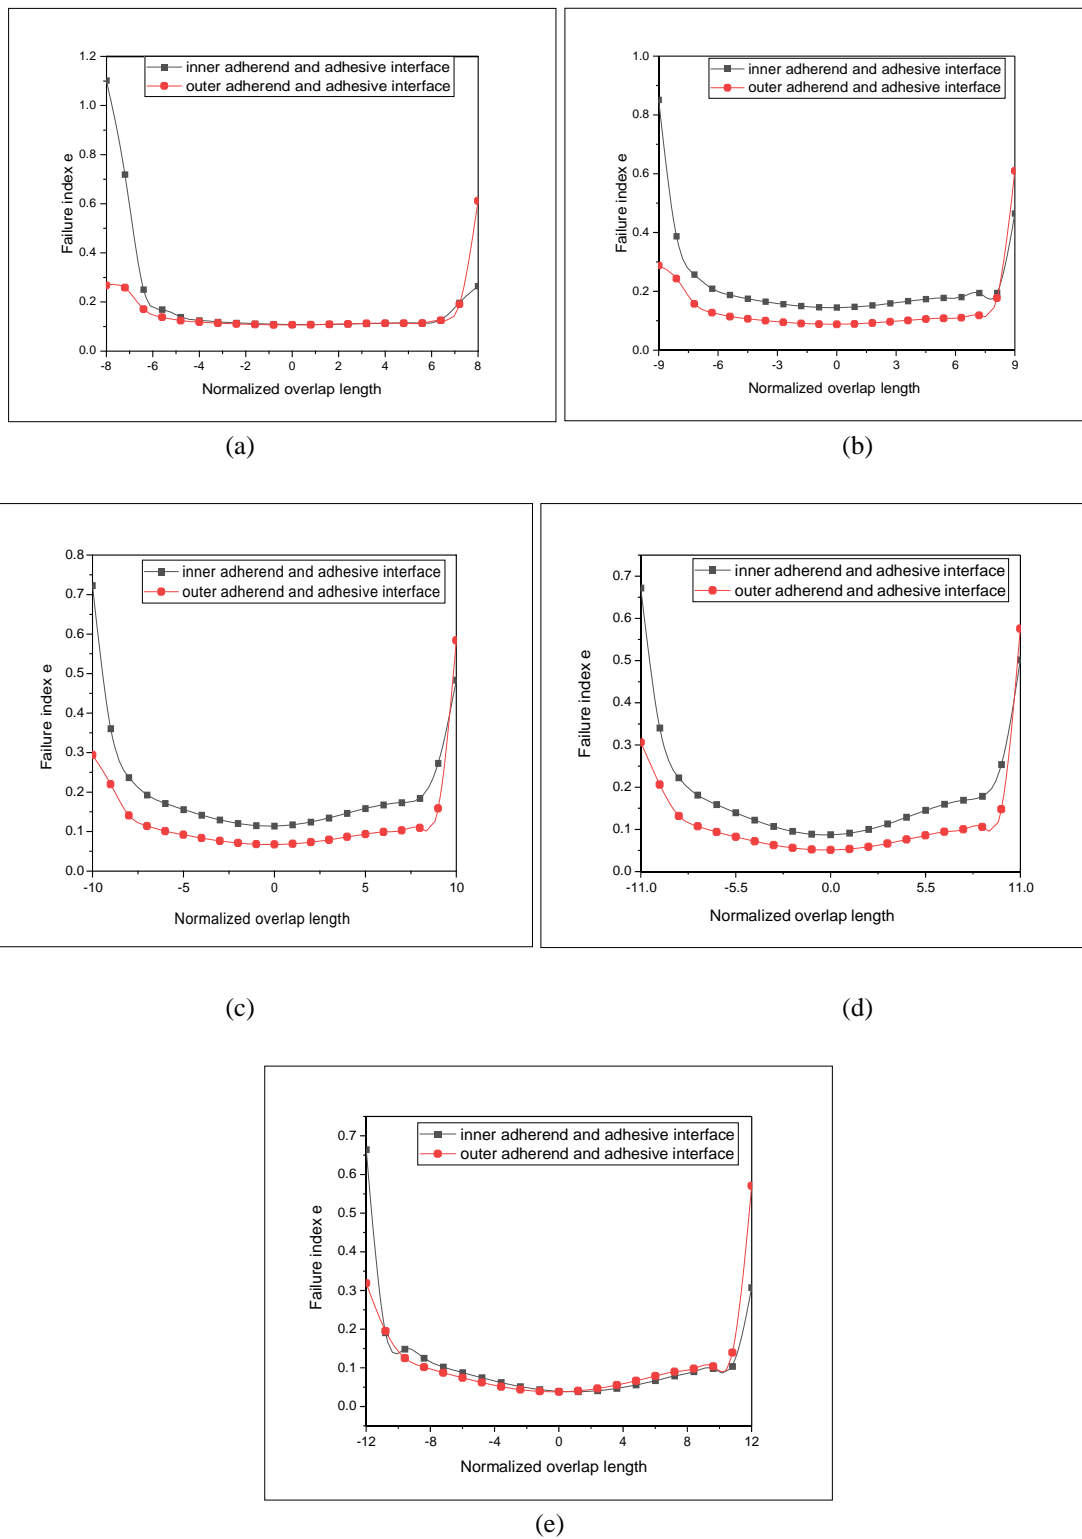 inner adherend and adhesive interface
outer adherend and adhesive interface
1.2
1.0
0.8
0.6
0.4
0.2
0.0
Failure index e
-8 -6 -4 -2 0 2 4 6 8
Normalized overlap length
(a)
inner adherend and adhesive interface
outer adherend and adhesive interface
1.0
0.8
0.6
0.4
0.2
0.0
Failure index e
-9 -6 -3 0 3 6 9
Normalized overlap length
(b)
inner adherend and adhesive interface
outer adherend and adhesive interface
0.8
0.7
0.6
0.5
0.4
0.3
0.2
0.1
0.0
Failure index e
-10 -5 0 5 10
Normalized overlap length
(c)
inner adherend and adhesive interface
outer adherend and adhesive interface
0.7
0.6
0.5
0.4
0.3
0.2
0.1
0.0
Failure index e
-11.0 -5.5 0.0 5.5 11.0
Normalized overlap length
(d)
inner adherend and adhesive interface
outer adherend and adhesive interface
0.7
0.6
0.5
0.4
0.3
0.2
0.1
0.0
Failure index e
-12 -8 -4 0 4 8 12
Normalized overlap length
(e)